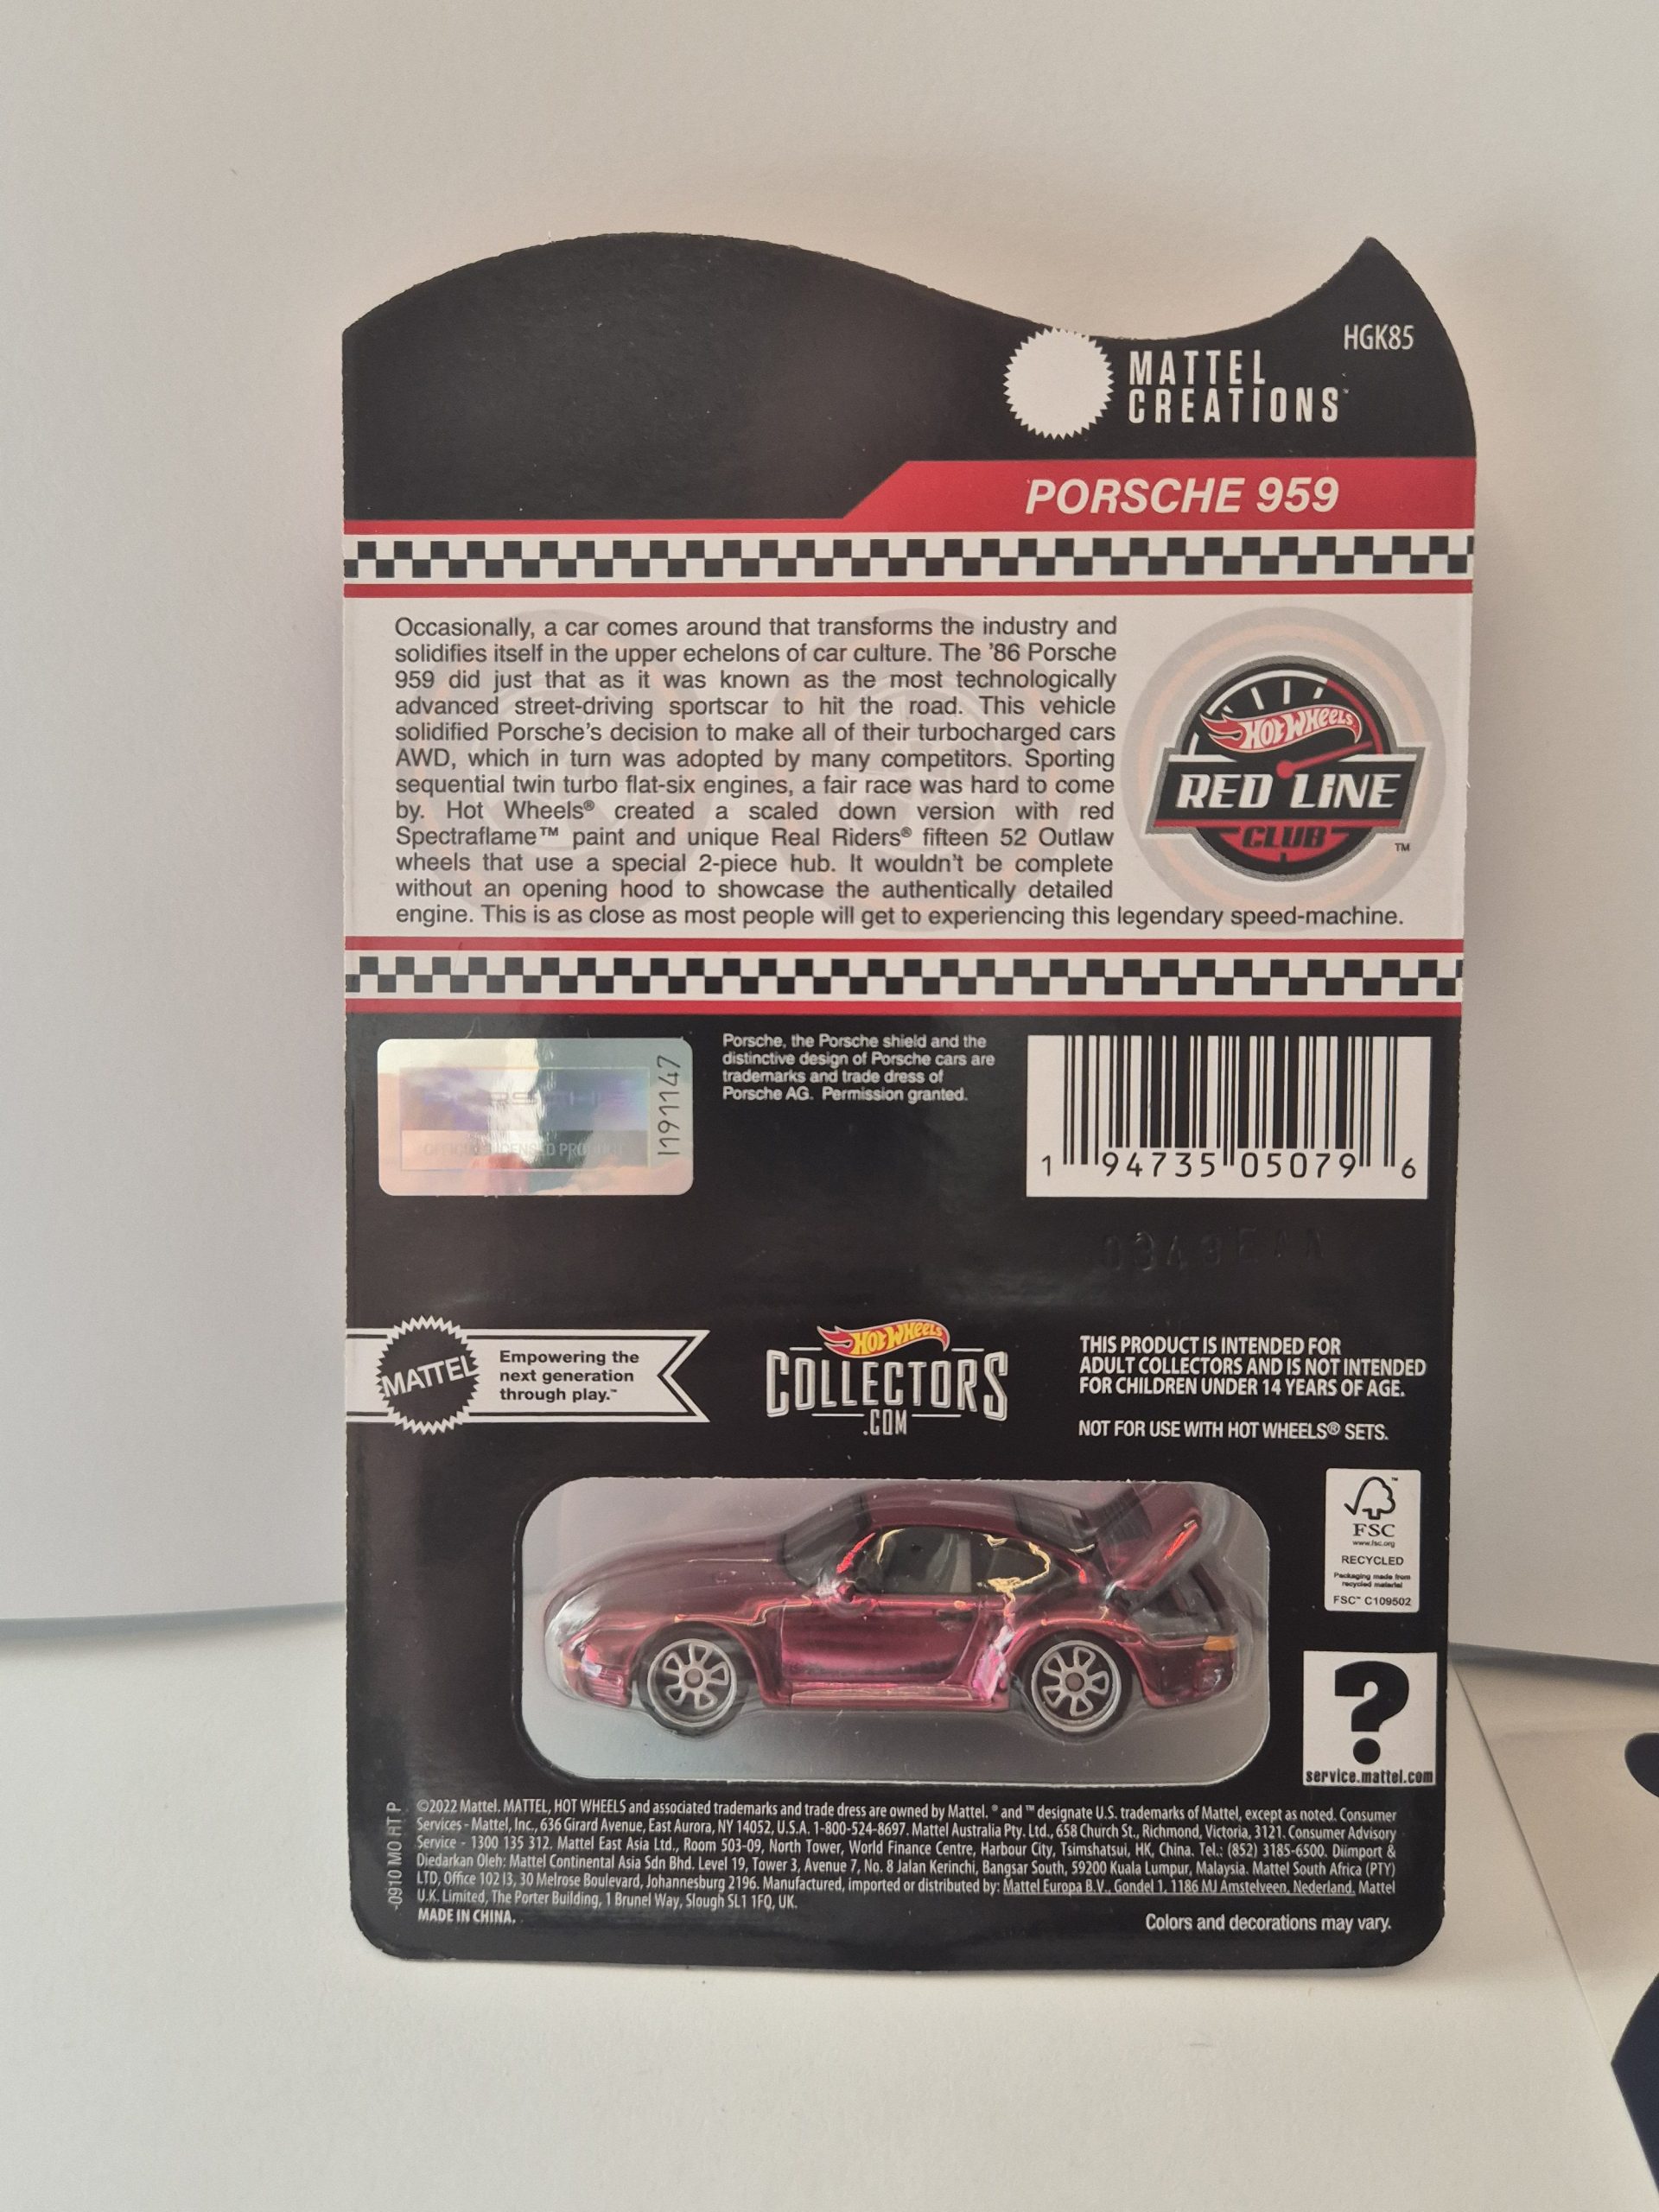 HGK85
MATTEL
CREATIONS™
PORSCHE 959
Occasionally, a car comes around that transforms the industry and
solidifies itself in the upper echelons of car culture. The '86 Porsche
959 did just that as it was known as the most technologically
advanced street-driving sportscar to hit the road. This vehicle
solidified Porsche's decision to make all of their turbocharged cars
AWD, which in turn was adopted by many competitors. Sporting
sequential twin turbo flat-six engines, a fair race was hard to come
by. Hot Wheels® created a scaled down version with red
Spectraflame™ paint and unique Real Riders® fifteen 52 Outlaw
wheels that use a special 2-piece hub. It wouldn't be complete
without an opening hood to showcase the authentically detailed
engine. This is as close as most people will get to experiencing this legendary speed-machine.
HOT WHEELS
RED LINE
CLUB
™
PORSCHE
OFFICIAL LICENSED PRODUCT
1191147
Porsche, the Porsche shield and the
distinctive design of Porsche cars are
trademarks and trade dress of
Porsche AG. Permission granted.
1 94735 05079 6
MATTEL
Empowering the
next generation
through play.™
HOT WHEELS
COLLECTORS
.COM
THIS PRODUCT IS INTENDED FOR
ADULT COLLECTORS AND IS NOT INTENDED
FOR CHILDREN UNDER 14 YEARS OF AGE.
NOT FOR USE WITH HOT WHEELS® SETS.
FSC
www.fsc.org
RECYCLED
Packaging made from
recycled material
FSC™ C109502
?
service.mattel.com
-0910 MO HT P
©2022 Mattel. MATTEL, HOT WHEELS and associated trademarks and trade dress are owned by Mattel. ® and ™ designate U.S. trademarks of Mattel, except as noted. Consumer
Services - Mattel, Inc., 636 Girard Avenue, East Aurora, NY 14052, U.S.A. 1-800-524-8697. Mattel Australia Pty. Ltd., 658 Church St., Richmond, Victoria, 3121. Consumer Advisory
Service - 1300 135 312. Mattel East Asia Ltd., Room 503-09, North Tower, World Finance Centre, Harbour City, Tsimshatsui, HK, China. Tel.: (852) 3185-6500. Diimport &
Diedarkan Oleh: Mattel Continental Asia Sdn Bhd. Level 19, Tower 3, Avenue 7, No. 8 Jalan Kerinchi, Bangsar South, 59200 Kuala Lumpur, Malaysia. Mattel South Africa (PTY)
LTD, Office 102 I3, 30 Melrose Boulevard, Johannesburg 2196. Manufactured, imported or distributed by: Mattel Europa B.V., Gondel 1, 1186 MJ Amstelveen, Nederland. Mattel
U.K. Limited, The Porter Building, 1 Brunel Way, Slough SL1 1FQ, UK.
MADE IN CHINA.
Colors and decorations may vary.